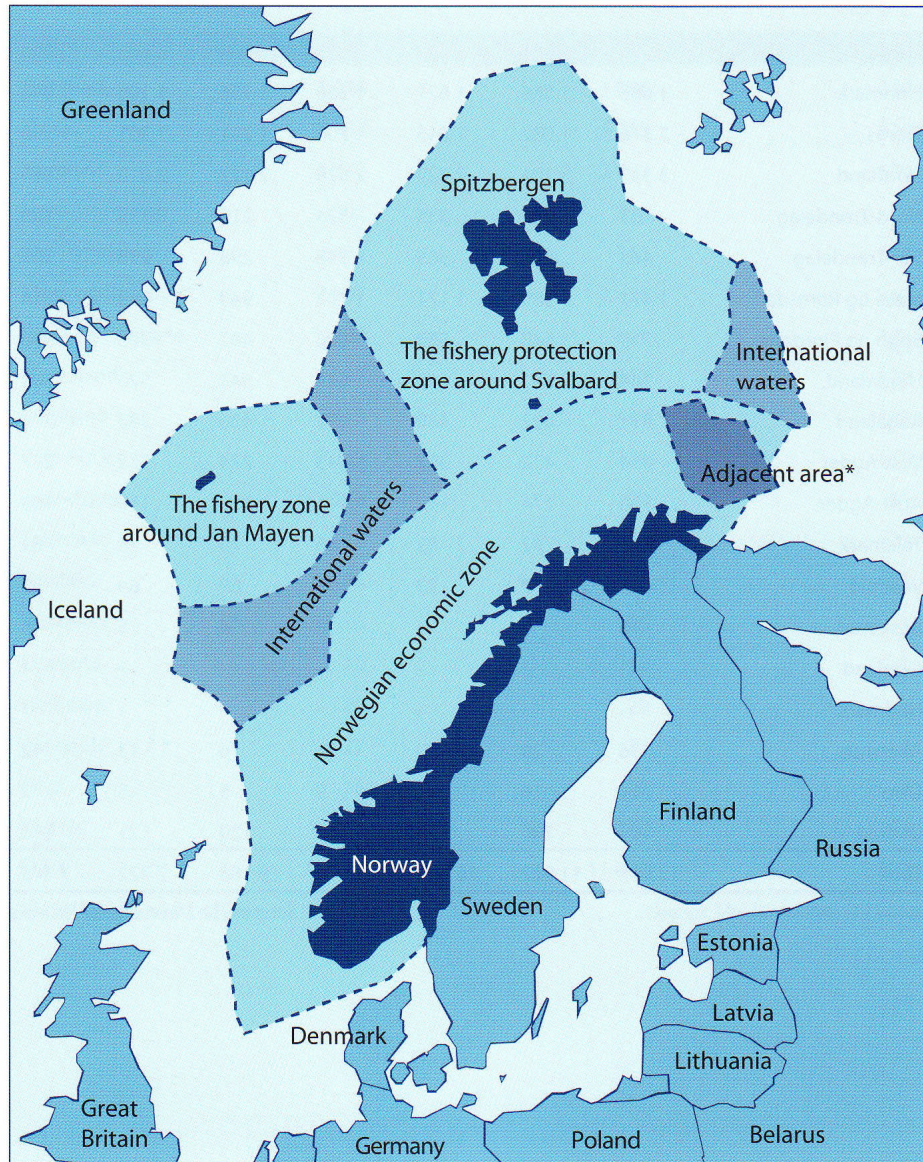 Greenland
Spitzbergen
The fishery protection
zone around Svalbard
International
waters
Adjacent area*
The fishery zone
around Jan Mayen
International waters
Iceland
Norwegian economic zone
Finland
Russia
Norway
Sweden
Estonia
Latvia
Denmark
Lithuania
Great
Britain
Germany
Poland
Belarus